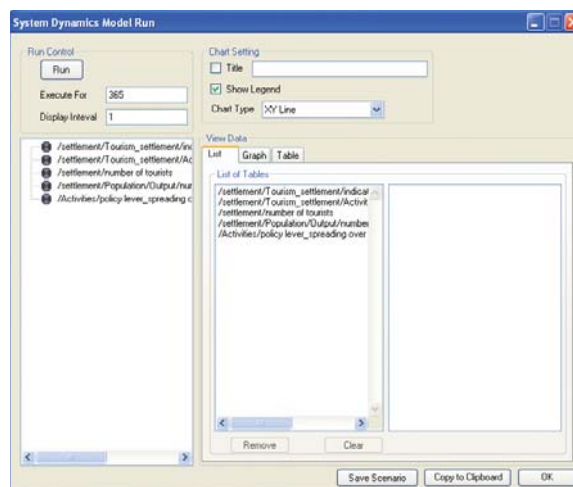 System Dynamics Model Run
Run Control
Run
Execute For 365
Display Interval 1
Chart Setting
Title
Show Legend
Chart Type XY Line
/settlement/Tourism_settlement/in
/settlement/Tourism_settlement/Ac
/settlement/number of tourists
/settlement/Population/Output/nu
/Activities/policy lever_spreading o
View Data
List Graph Table
List of Tables
/settlement/Tourism_settlement/indicat
/settlement/Tourism_settlement/Activit
/settlement/number of tourists
/settlement/Population/Output/number
/Activities/policy lever_spreading over
Remove Clear
Save Scenario Copy to Clipboard OK